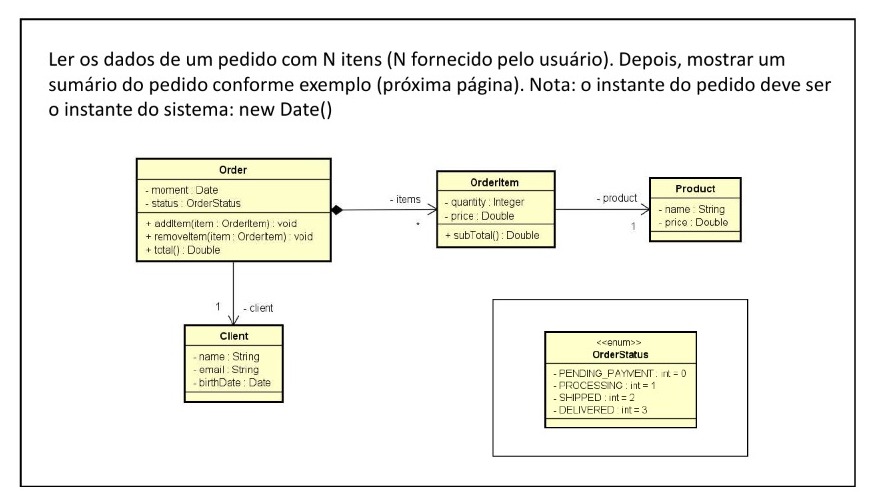 Ler os dados de um pedido com N itens (N fornecido pelo usuário). Depois, mostrar um
sumário do pedido conforme exemplo (próxima página). Nota: o instante do pedido deve ser
o instante do sistema: new Date()
Order
- moment : Date
- status : OrderStatus
+ addItem(item : OrderItem) : void
+ removeItem(item : OrderItem) : void
+ total() : Double
- items
*
OrderItem
- quantity : Integer
- price : Double
+ subTotal() : Double
- product
1
Product
- name : String
- price : Double
1
- client
Client
- name : String
- email : String
- birthDate : Date
<<enum>>
OrderStatus
- PENDING_PAYMENT : int = 0
- PROCESSING : int = 1
- SHIPPED : int = 2
- DELIVERED : int = 3